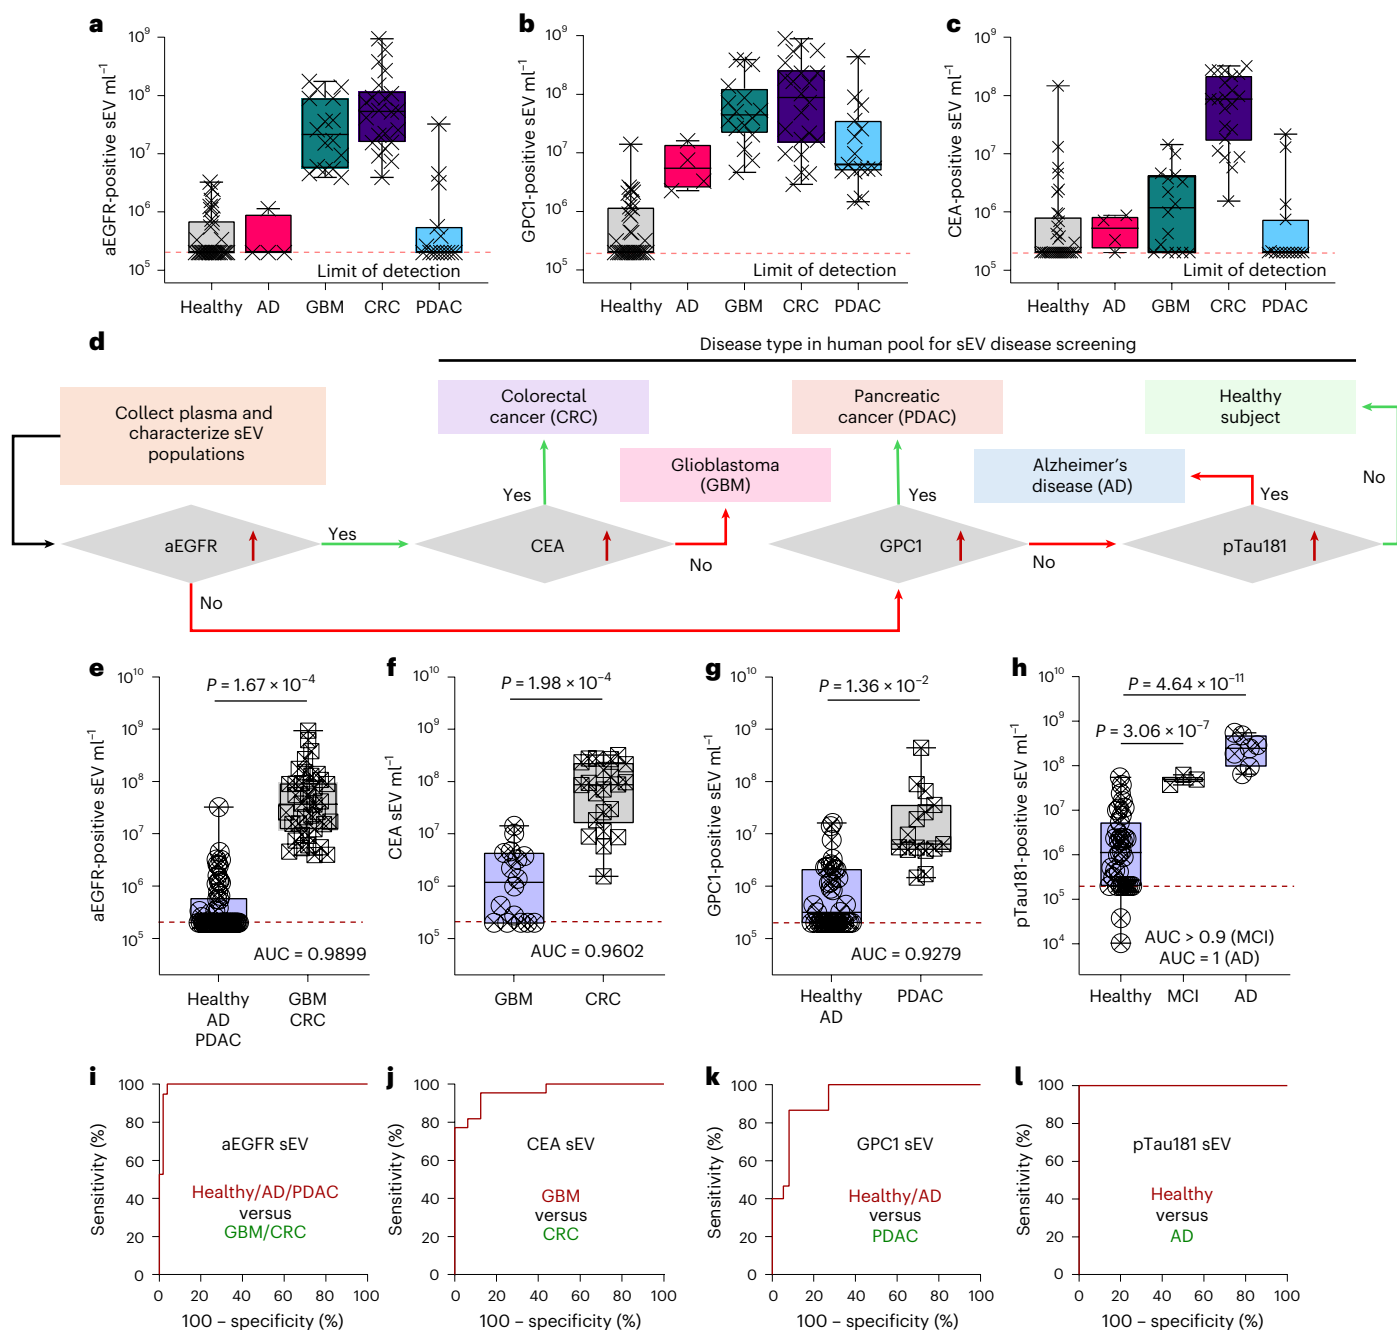 a
aEGFR-positive sEV ml⁻¹
10⁹
10⁸
10⁷
10⁶
10⁵
Limit of detection
Healthy AD GBM CRC PDAC
b
GPC1-positive sEV ml⁻¹
10⁹
10⁸
10⁷
10⁶
10⁵
Limit of detection
Healthy AD GBM CRC PDAC
c
CEA-positive sEV ml⁻¹
10⁹
10⁸
10⁷
10⁶
10⁵
Limit of detection
Healthy AD GBM CRC PDAC
d
Disease type in human pool for sEV disease screening
Collect plasma and
characterize sEV
populations
Colorectal
cancer (CRC)
Glioblastoma
(GBM)
Pancreatic
cancer (PDAC)
Alzheimer's
disease (AD)
Healthy
subject
aEGFR
Yes
No
CEA
Yes
No
GPC1
Yes
No
pTau181
Yes
No
e
aEGFR-positive sEV ml⁻¹
10¹⁰
10⁹
10⁸
10⁷
10⁶
10⁵
P = 1.67 × 10⁻⁴
AUC = 0.9899
Healthy
AD
PDAC
GBM
CRC
f
CEA sEV ml⁻¹
10¹⁰
10⁹
10⁸
10⁷
10⁶
10⁵
P = 1.98 × 10⁻⁴
AUC = 0.9602
GBM CRC
g
GPC1-positive sEV ml⁻¹
10¹⁰
10⁹
10⁸
10⁷
10⁶
10⁵
P = 1.36 × 10⁻²
AUC = 0.9279
Healthy
AD
PDAC
h
pTau181-positive sEV ml⁻¹
10¹⁰
10⁹
10⁸
10⁷
10⁶
10⁵
10⁴
P = 4.64 × 10⁻¹¹
P = 3.06 × 10⁻⁷
AUC > 0.9 (MCI)
AUC = 1 (AD)
Healthy MCI AD
i
Sensitivity (%)
100
80
60
40
20
0
aEGFR sEV
Healthy/AD/PDAC
versus
GBM/CRC
0 20 40 60 80 100
100 – specificity (%)
j
Sensitivity (%)
100
80
60
40
20
0
CEA sEV
GBM
versus
CRC
0 20 40 60 80 100
100 – specificity (%)
k
Sensitivity (%)
100
80
60
40
20
0
GPC1 sEV
Healthy/AD
versus
PDAC
0 20 40 60 80 100
100 – specificity (%)
l
Sensitivity (%)
100
80
60
40
20
0
pTau181 sEV
Healthy
versus
AD
0 20 40 60 80 100
100 – specificity (%)